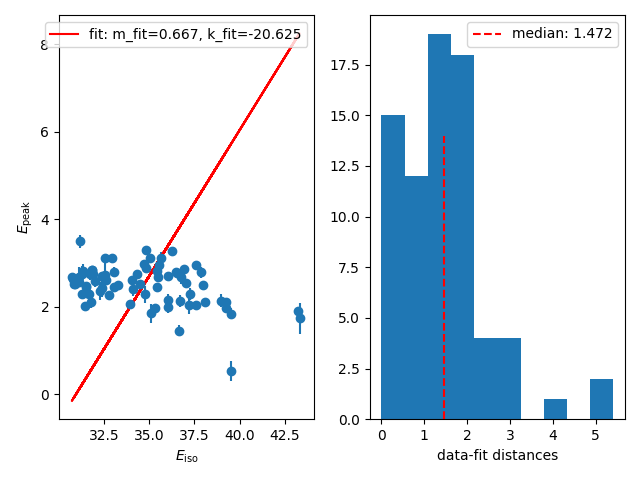 fit: m_fit=0.667, k_fit=-20.625
8
6
4
2
0
E_peak
32.5 35.0 37.5 40.0 42.5
E_iso
median: 1.472
17.5
15.0
12.5
10.0
7.5
5.0
2.5
0.0
0 1 2 3 4 5
data-fit distances